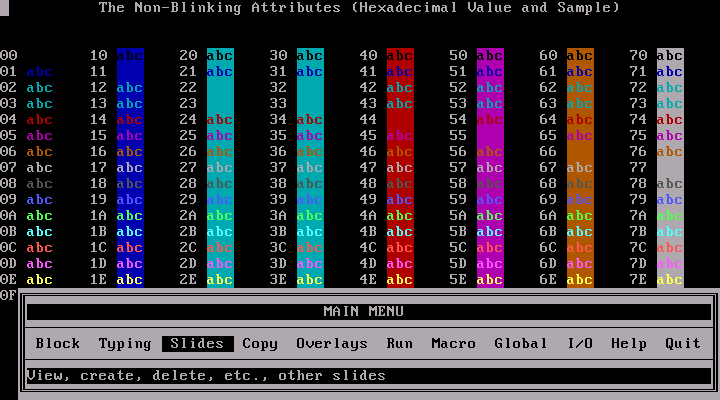 The Non-Blinking Attributes (Hexadecimal Value and Sample)
00 10 abc 20 abc 30 abc 40 abc 50 abc 60 abc 70 abc
01 abc 11 21 abc 31 abc 41 abc 51 abc 61 abc 71 abc
02 abc 12 abc 22 32 42 abc 52 abc 62 abc 72 abc
03 abc 13 abc 23 33 43 abc 53 abc 63 abc 73 abc
04 abc 14 abc 24 abc 34 abc 44 54 abc 64 abc 74 abc
05 abc 15 abc 25 abc 35 abc 45 abc 55 65 abc 75 abc
06 abc 16 abc 26 abc 36 abc 46 abc 56 abc 66 76 abc
07 abc 17 abc 27 abc 37 abc 47 abc 57 abc 67 abc 77
08 abc 18 abc 28 abc 38 abc 48 abc 58 abc 68 abc 78 abc
09 abc 19 abc 29 abc 39 abc 49 abc 59 abc 69 abc 79 abc
0A abc 1A abc 2A abc 3A abc 4A abc 5A abc 6A abc 7A abc
0B abc 1B abc 2B abc 3B abc 4B abc 5B abc 6B abc 7B abc
0C abc 1C abc 2C abc 3C abc 4C abc 5C abc 6C abc 7C abc
0D abc 1D abc 2D abc 3D abc 4D abc 5D abc 6D abc 7D abc
0E abc 1E abc 2E abc 3E abc 4E abc 5E abc 6E abc 7E abc
0F
MAIN MENU
Block Typing Slides Copy Overlays Run Macro Global I/O Help Quit
View, create, delete, etc., other slides